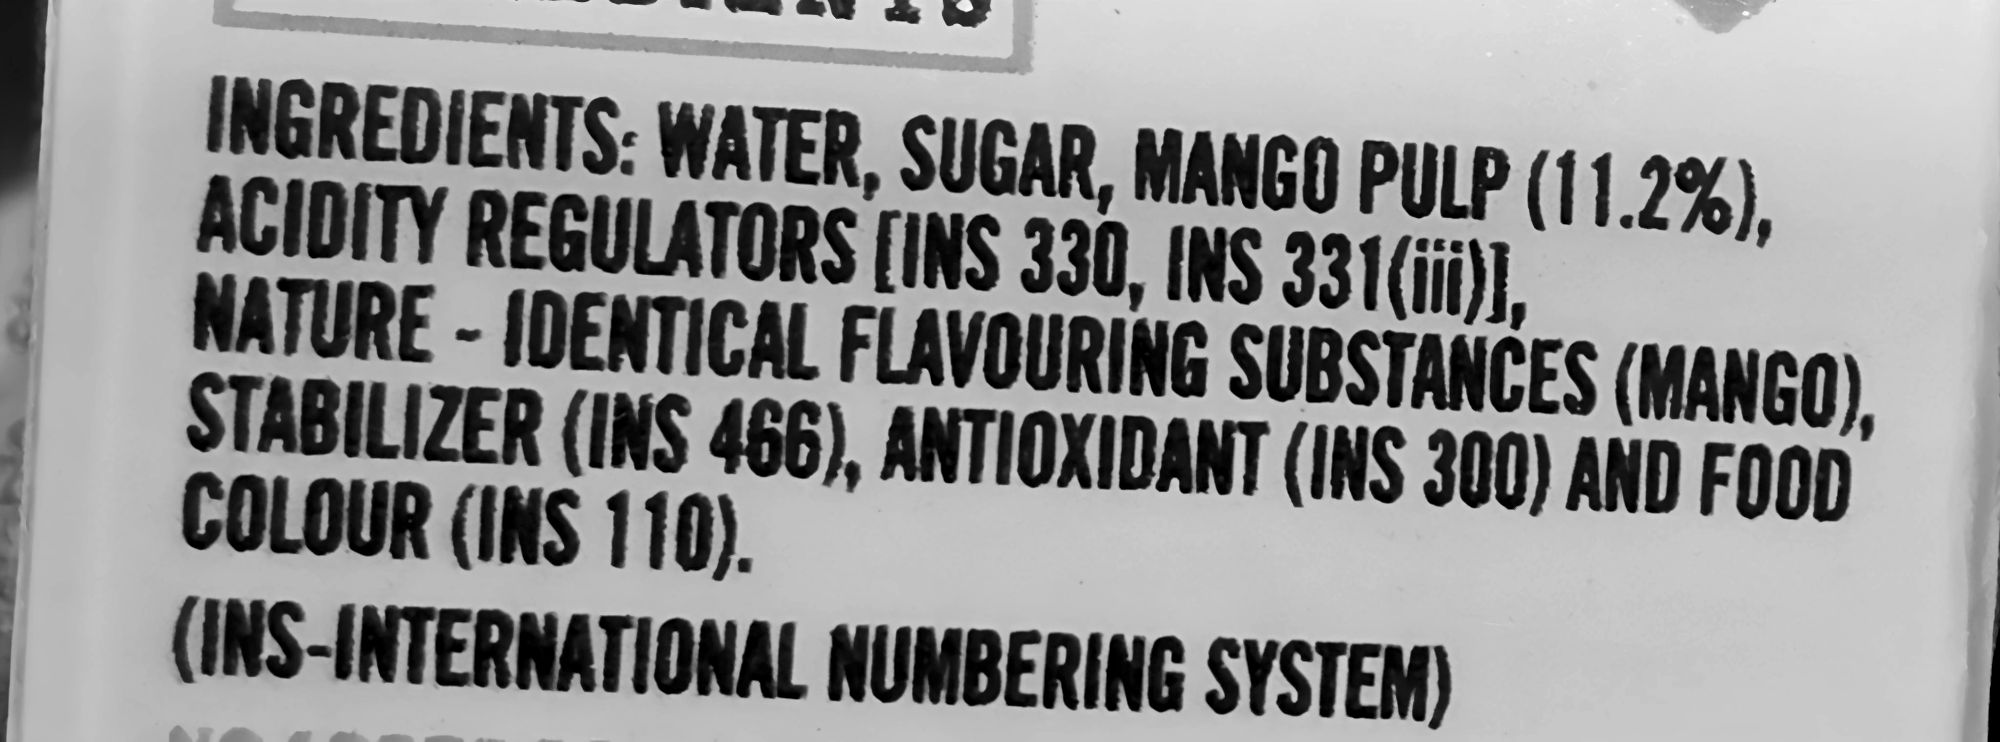 INGREDIENTS: WATER, SUGAR, MANGO PULP (11.2%),
ACIDITY REGULATORS [INS 330, INS 331(iii)],
NATURE - IDENTICAL FLAVOURING SUBSTANCES (MANGO),
STABILIZER (INS 466), ANTIOXIDANT (INS 300) AND FOOD
COLOUR (INS 110).
(INS-INTERNATIONAL NUMBERING SYSTEM)